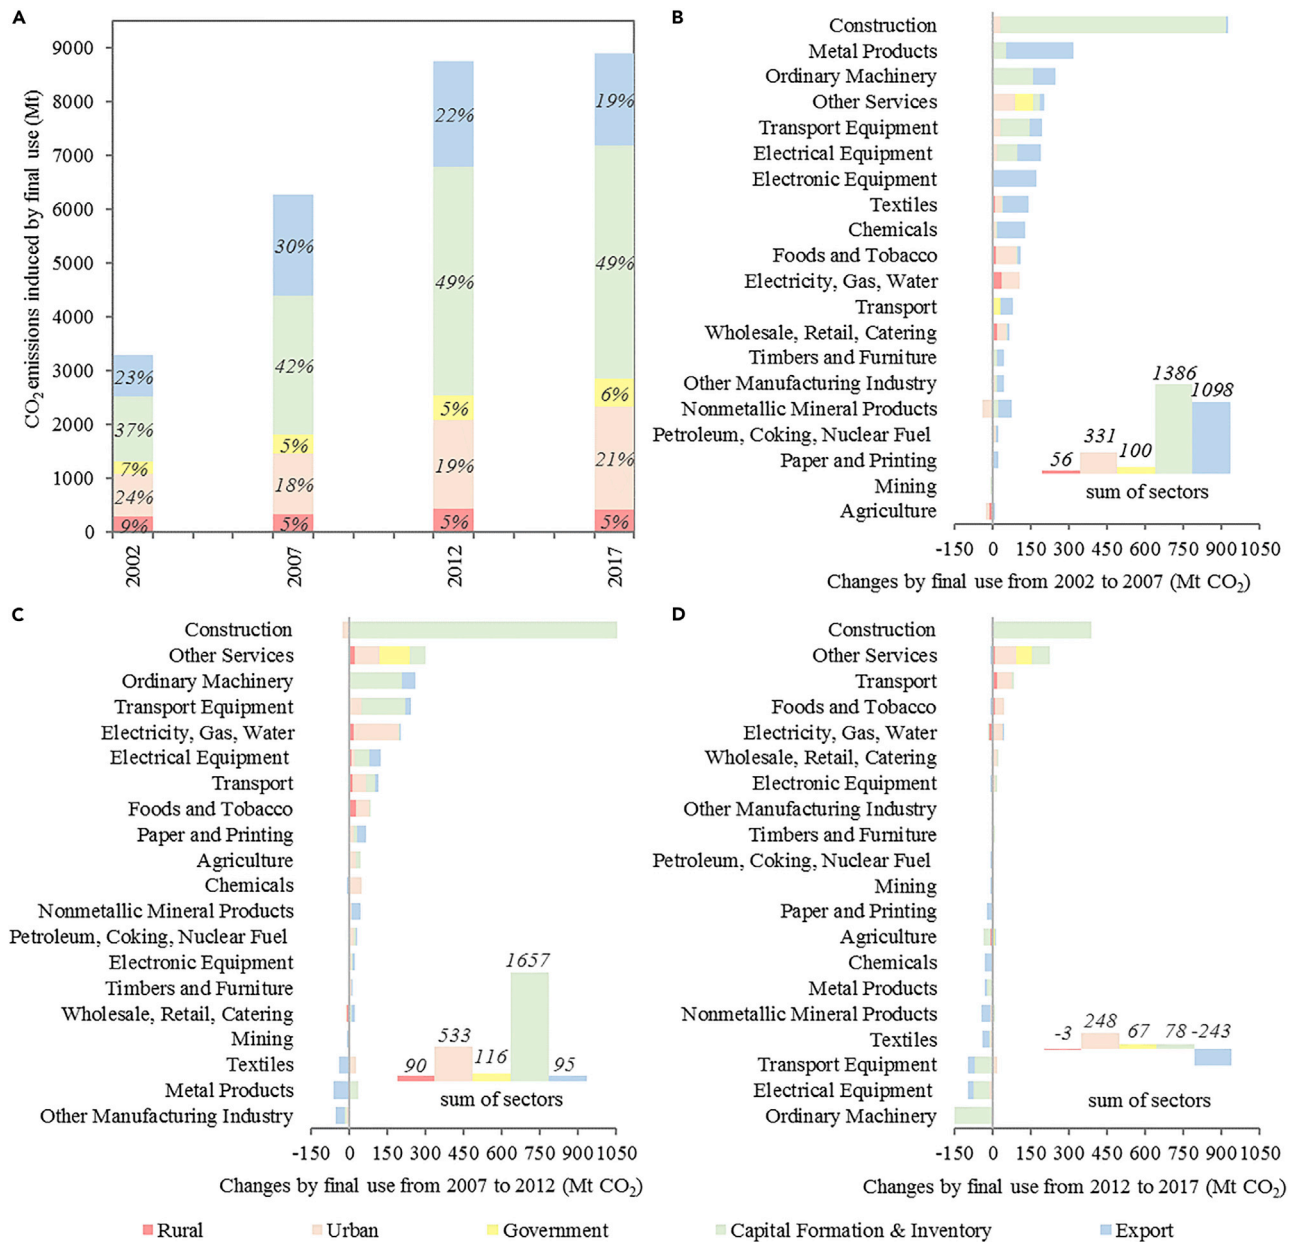 A
CO2 emissions induced by final use (Mt)
9000
8000
7000
6000
5000
4000
3000
2000
1000
0
23%
37%
7%
24%
9%
30%
42%
5%
18%
5%
22%
49%
5%
19%
5%
19%
49%
6%
21%
5%
2002
2007
2012
2017
B
Construction
Metal Products
Ordinary Machinery
Other Services
Transport Equipment
Electrical Equipment
Electronic Equipment
Textiles
Chemicals
Foods and Tobacco
Electricity, Gas, Water
Transport
Wholesale, Retail, Catering
Timbers and Furniture
Other Manufacturing Industry
Nonmetallic Mineral Products
Petroleum, Coking, Nuclear Fuel
Paper and Printing
Mining
Agriculture
56 331 100 1386 1098
sum of sectors
-150 0 150 300 450 600 750 900 1050
Changes by final use from 2002 to 2007 (Mt CO2)
C
Construction
Other Services
Ordinary Machinery
Transport Equipment
Electricity, Gas, Water
Electrical Equipment
Transport
Foods and Tobacco
Paper and Printing
Agriculture
Chemicals
Nonmetallic Mineral Products
Petroleum, Coking, Nuclear Fuel
Electronic Equipment
Timbers and Furniture
Wholesale, Retail, Catering
Mining
Textiles
Metal Products
Other Manufacturing Industry
90 533 116 1657 95
sum of sectors
-150 0 150 300 450 600 750 900 1050
Changes by final use from 2007 to 2012 (Mt CO2)
D
Construction
Other Services
Transport
Foods and Tobacco
Electricity, Gas, Water
Wholesale, Retail, Catering
Electronic Equipment
Other Manufacturing Industry
Timbers and Furniture
Petroleum, Coking, Nuclear Fuel
Mining
Paper and Printing
Agriculture
Chemicals
Metal Products
Nonmetallic Mineral Products
Textiles
Transport Equipment
Electrical Equipment
Ordinary Machinery
-3 248 67 78 -243
sum of sectors
-150 0 150 300 450 600 750 900 1050
Changes by final use from 2012 to 2017 (Mt CO2)
Rural Urban Government Capital Formation & Inventory Export